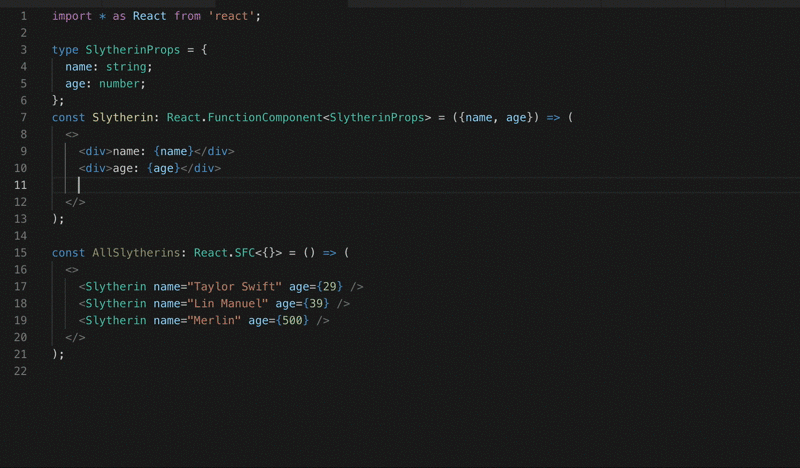 1 import * as React from 'react';
2
3 type SlytherinProps = {
4   name: string;
5   age: number;
6 };
7 const Slytherin: React.FunctionComponent<SlytherinProps> = ({name, age}) => (
8   <>
9     <div>name: {name}</div>
10     <div>age: {age}</div>
11
12   </>
13 );
14
15 const AllSlytherins: React.SFC<{}> = () => (
16   <>
17     <Slytherin name="Taylor Swift" age={29} />
18     <Slytherin name="Lin Manuel" age={39} />
19     <Slytherin name="Merlin" age={500} />
20   </>
21 );
22